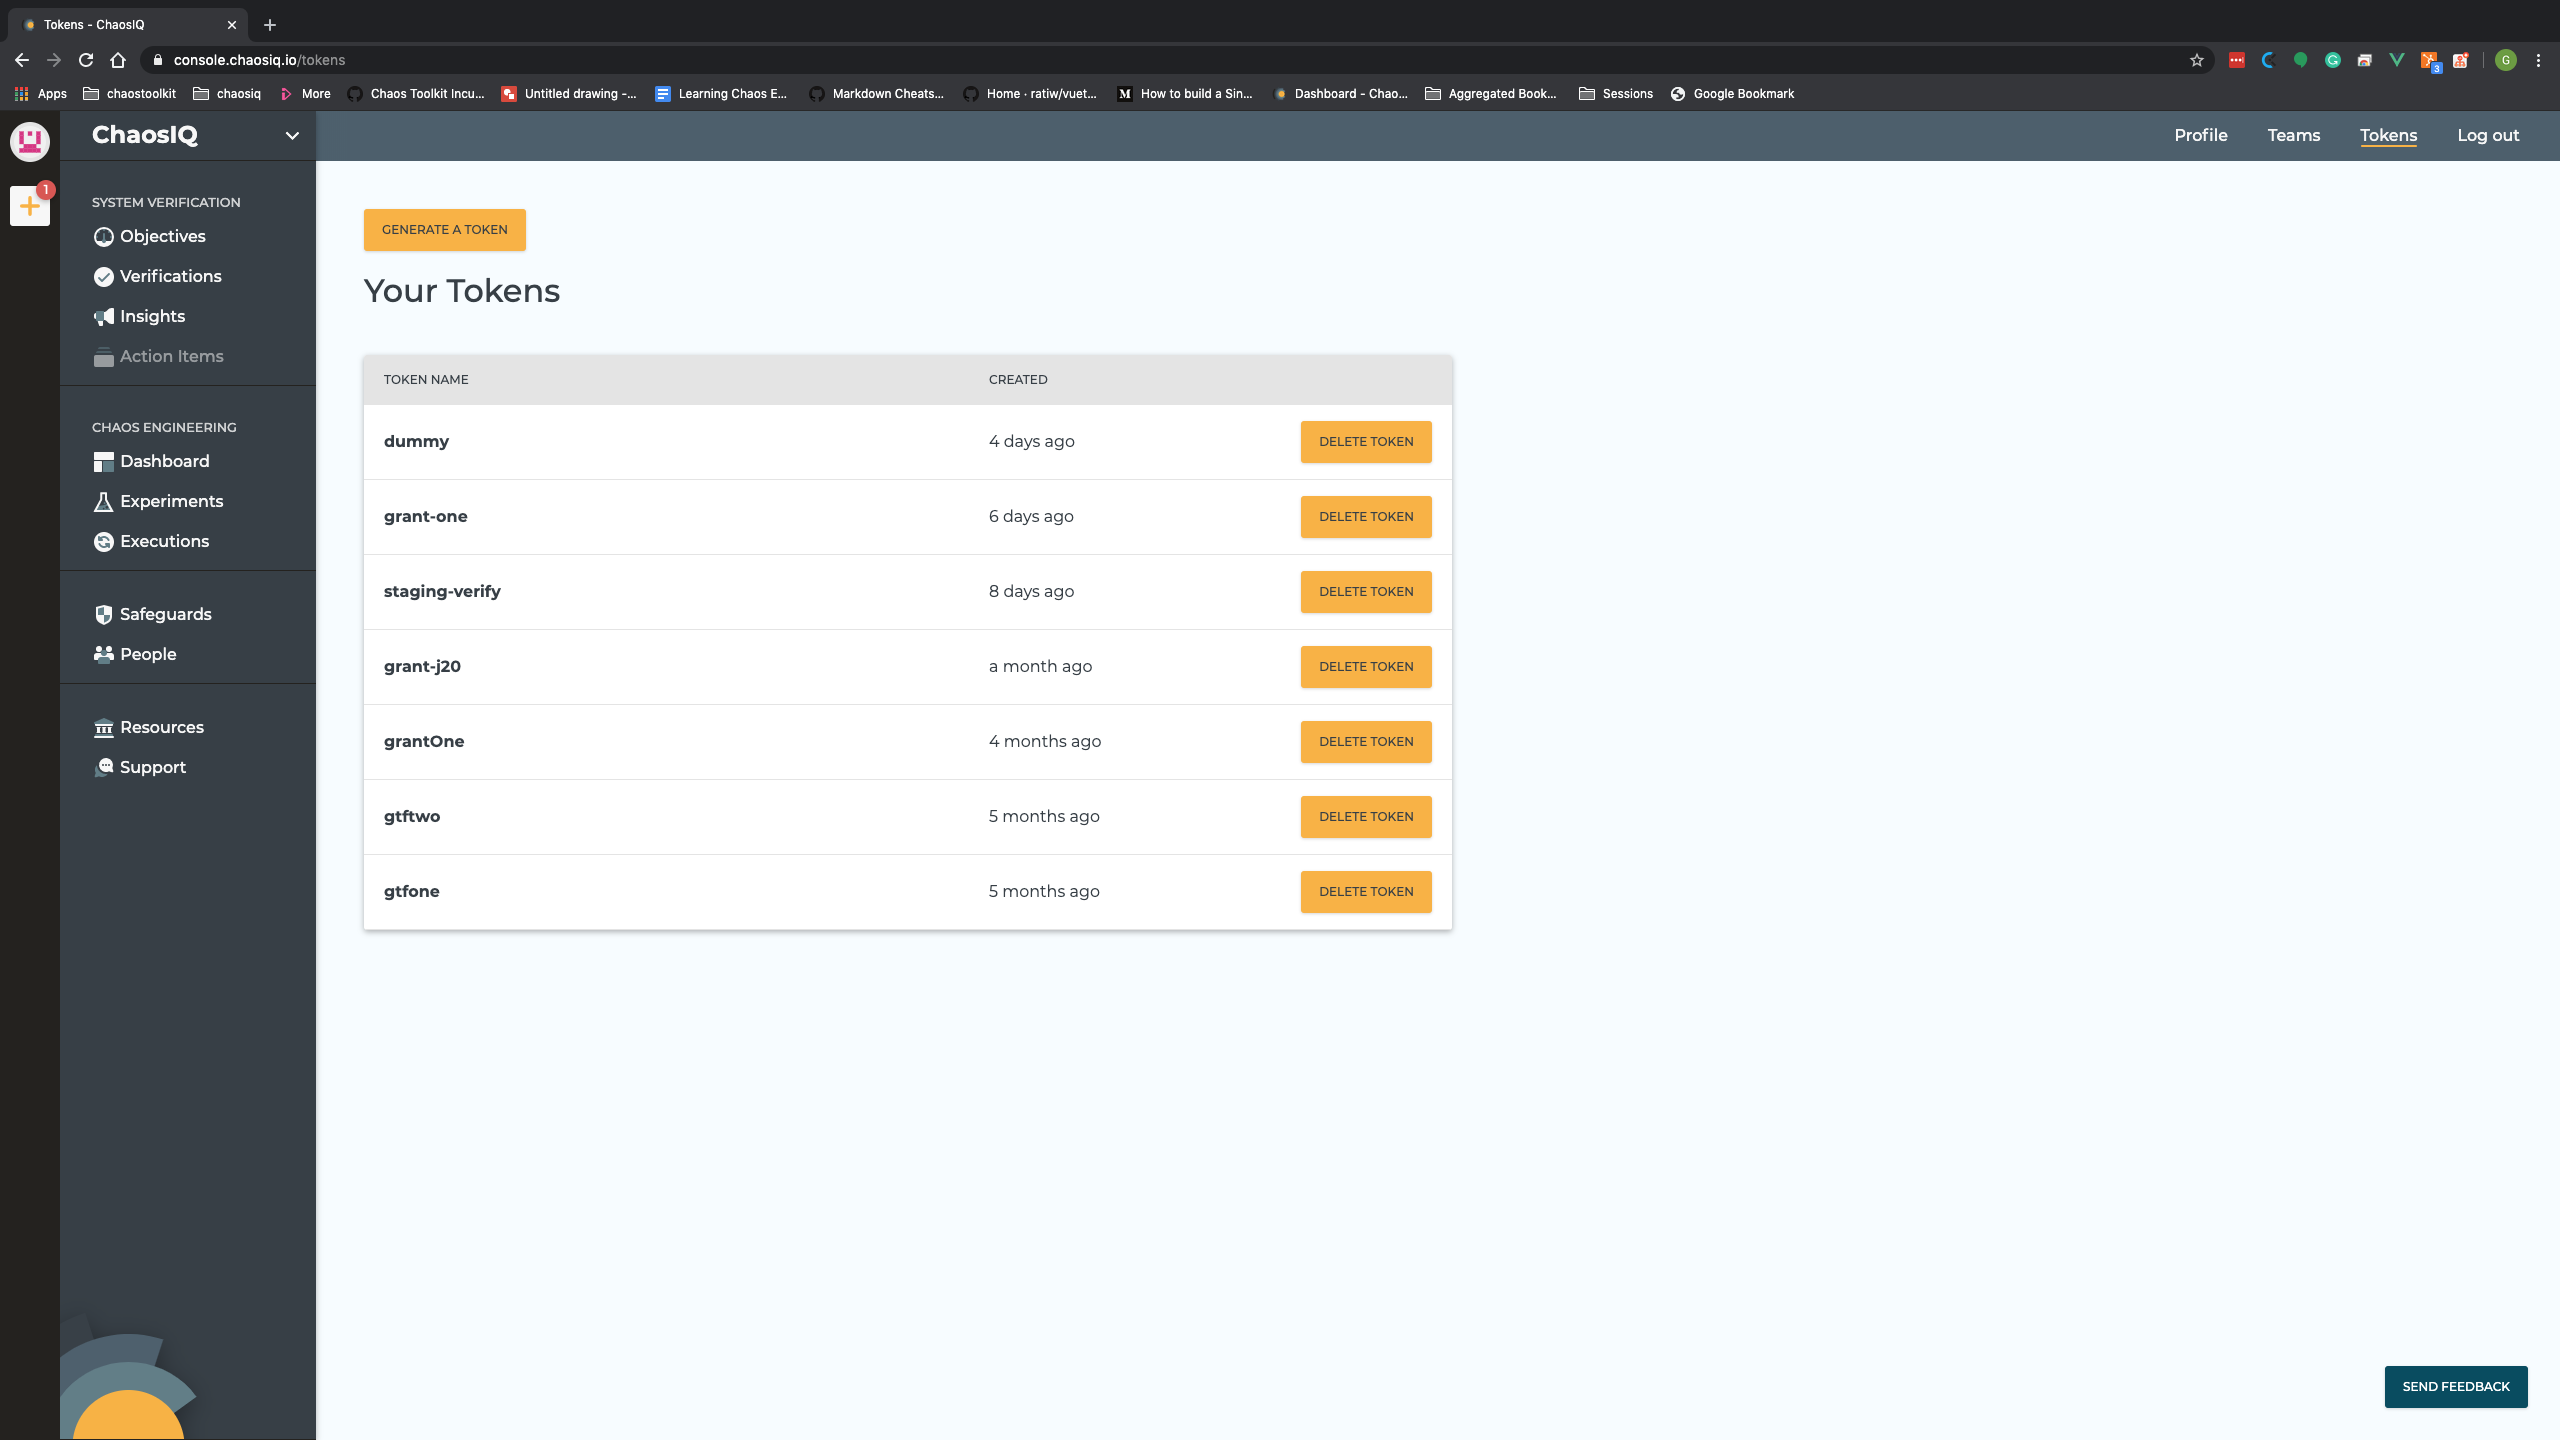 Tokens - ChaosIQ
console.chaosiq.io/tokens
G
3
Apps
chaostoolkit
chaosiq
More
Chaos Toolkit Incu...
Untitled drawing -...
Learning Chaos E...
Markdown Cheats...
Home · ratiw/vuet...
M
How to build a Sin...
Dashboard - Chao...
Aggregated Book...
Sessions
Google Bookmark
ChaosIQ
Profile
Teams
Tokens
Log out
1
SYSTEM VERIFICATION
Objectives
Verifications
Insights
Action Items
CHAOS ENGINEERING
Dashboard
Experiments
Executions
Safeguards
People
Resources
Support
GENERATE A TOKEN
Your Tokens
TOKEN NAME CREATED
dummy 4 days ago DELETE TOKEN
grant-one 6 days ago DELETE TOKEN
staging-verify 8 days ago DELETE TOKEN
grant-j20 a month ago DELETE TOKEN
grantOne 4 months ago DELETE TOKEN
gtftwo 5 months ago DELETE TOKEN
gtfone 5 months ago DELETE TOKEN
SEND FEEDBACK